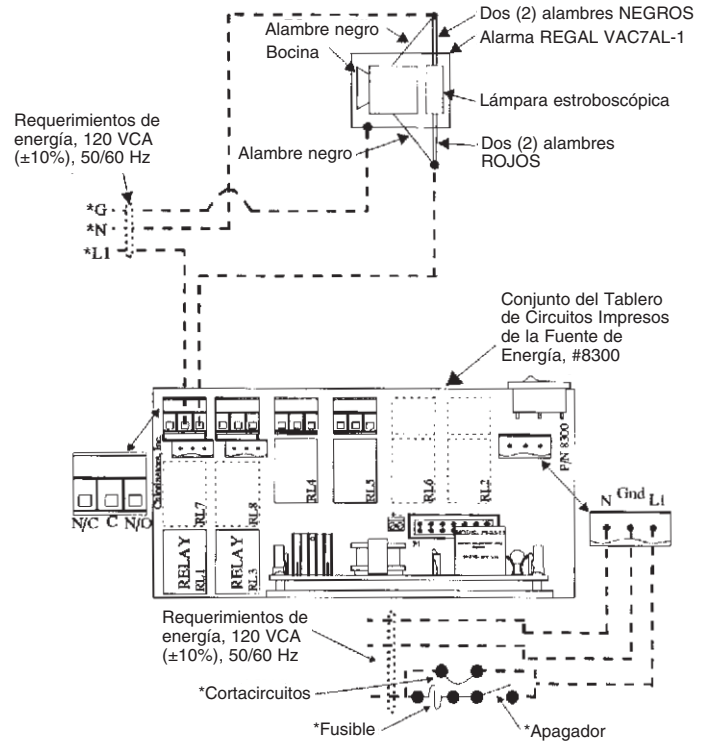 Dos (2) alambres NEGROS
Alambre negro
Alarma REGAL VAC7AL-1
Bocina
Lámpara estroboscópica
Requerimientos de
energía, 120 VCA
(±10%), 50/60 Hz
Alambre negro
Dos (2) alambres
ROJOS
*G
*N
*L1
Conjunto del Tablero
de Circuitos Impresos
de la Fuente de
Energía, #8300
P/N 8300
RL7
RL8
RL4
RL5
RL6
RL2
N/C C N/O
N Gnd L1
RELAY
RL1
RELAY
RL3
Requerimientos de
energía, 120 VCA
(±10%), 50/60 Hz
*Cortacircuitos
*Fusible
*Apagador